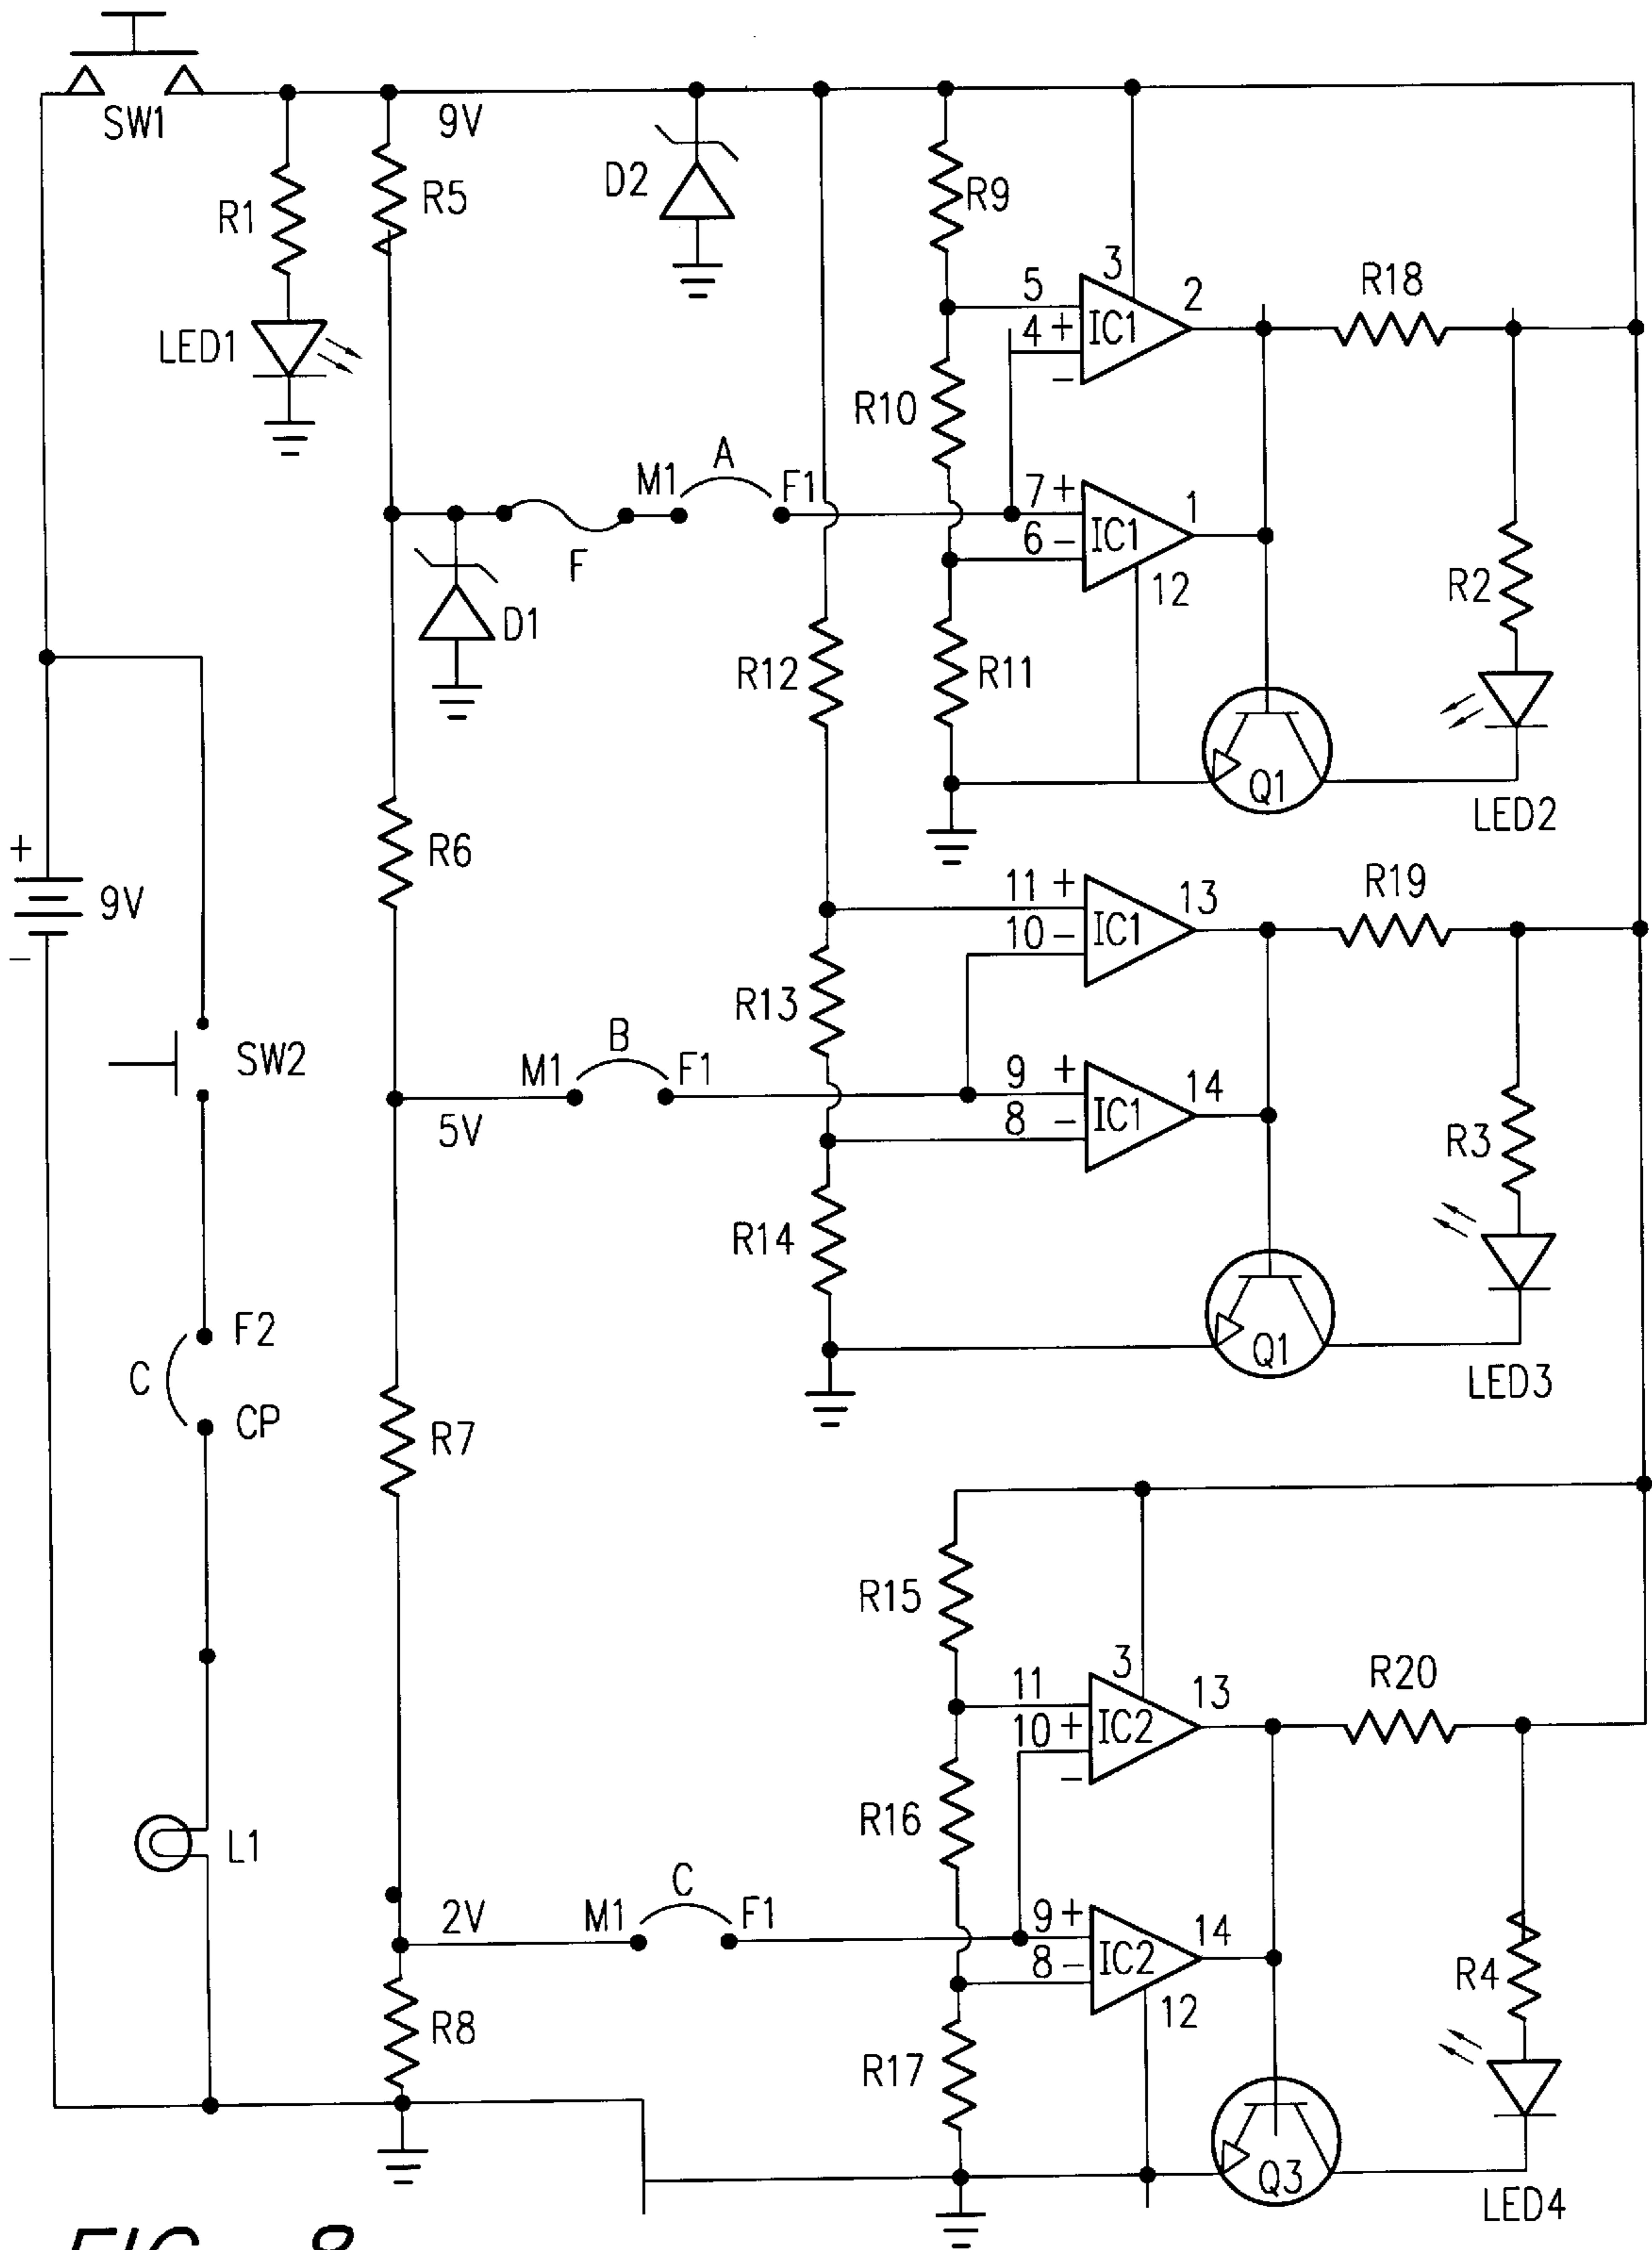 SW1
9V
R1
R5
D2
R9
LED1
3
5
4 +
-
IC1
2
R18
R10
M1
A
F1
F
D1
7 +
6 -
IC1
1
12
R2
R12
R11
Q1
LED2
+
9V
-
R6
11 +
10 -
IC1
13
R19
R13
SW2
M1
B
F1
5V
9 +
8 -
IC1
14
R3
R14
Q1
LED3
F2
C
CP
R7
R15
3
11
10 +
-
IC2
13
R20
R16
L1
2V
M1
C
F1
9 +
8 -
IC2
14
12
R4
R8
R17
Q3
LED4
FIG. 8